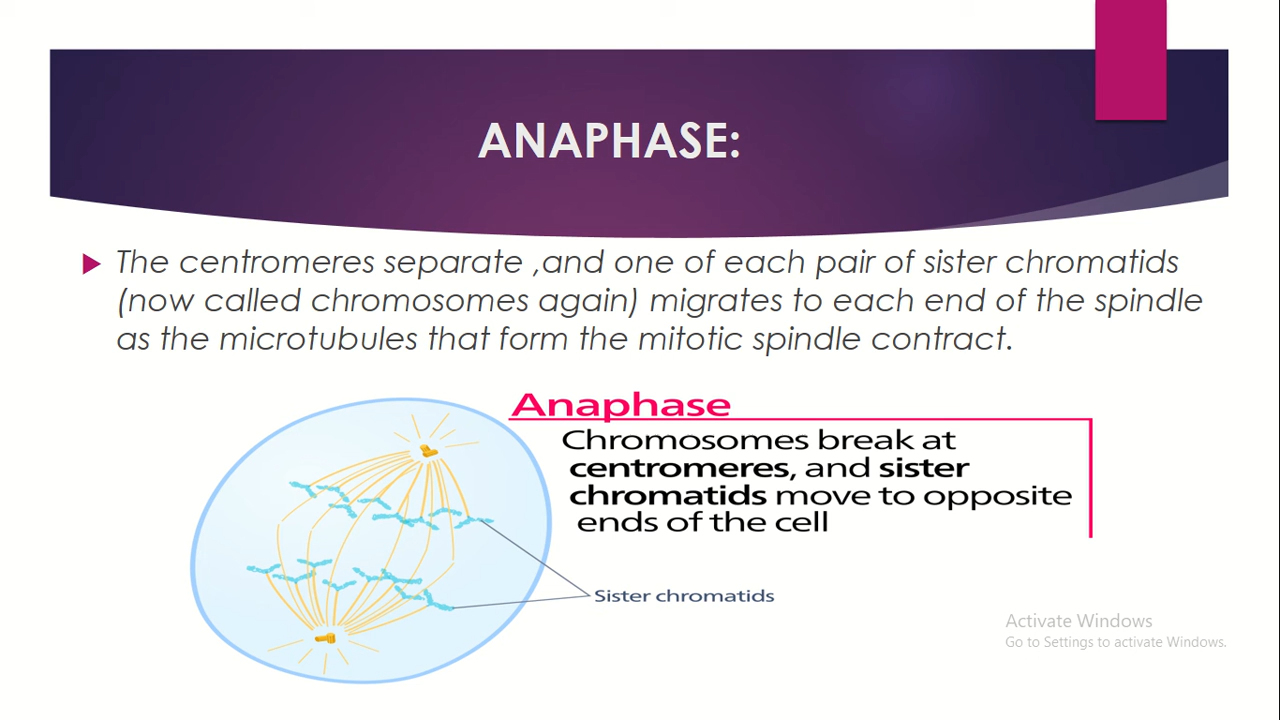 ANAPHASE:
The centromeres separate ,and one of each pair of sister chromatids
(now called chromosomes again) migrates to each end of the spindle
as the microtubules that form the mitotic spindle contract.
Anaphase
Chromosomes break at
centromeres, and sister
chromatids move to opposite
ends of the cell
Sister chromatids
Activate Windows
Go to Settings to activate Windows.